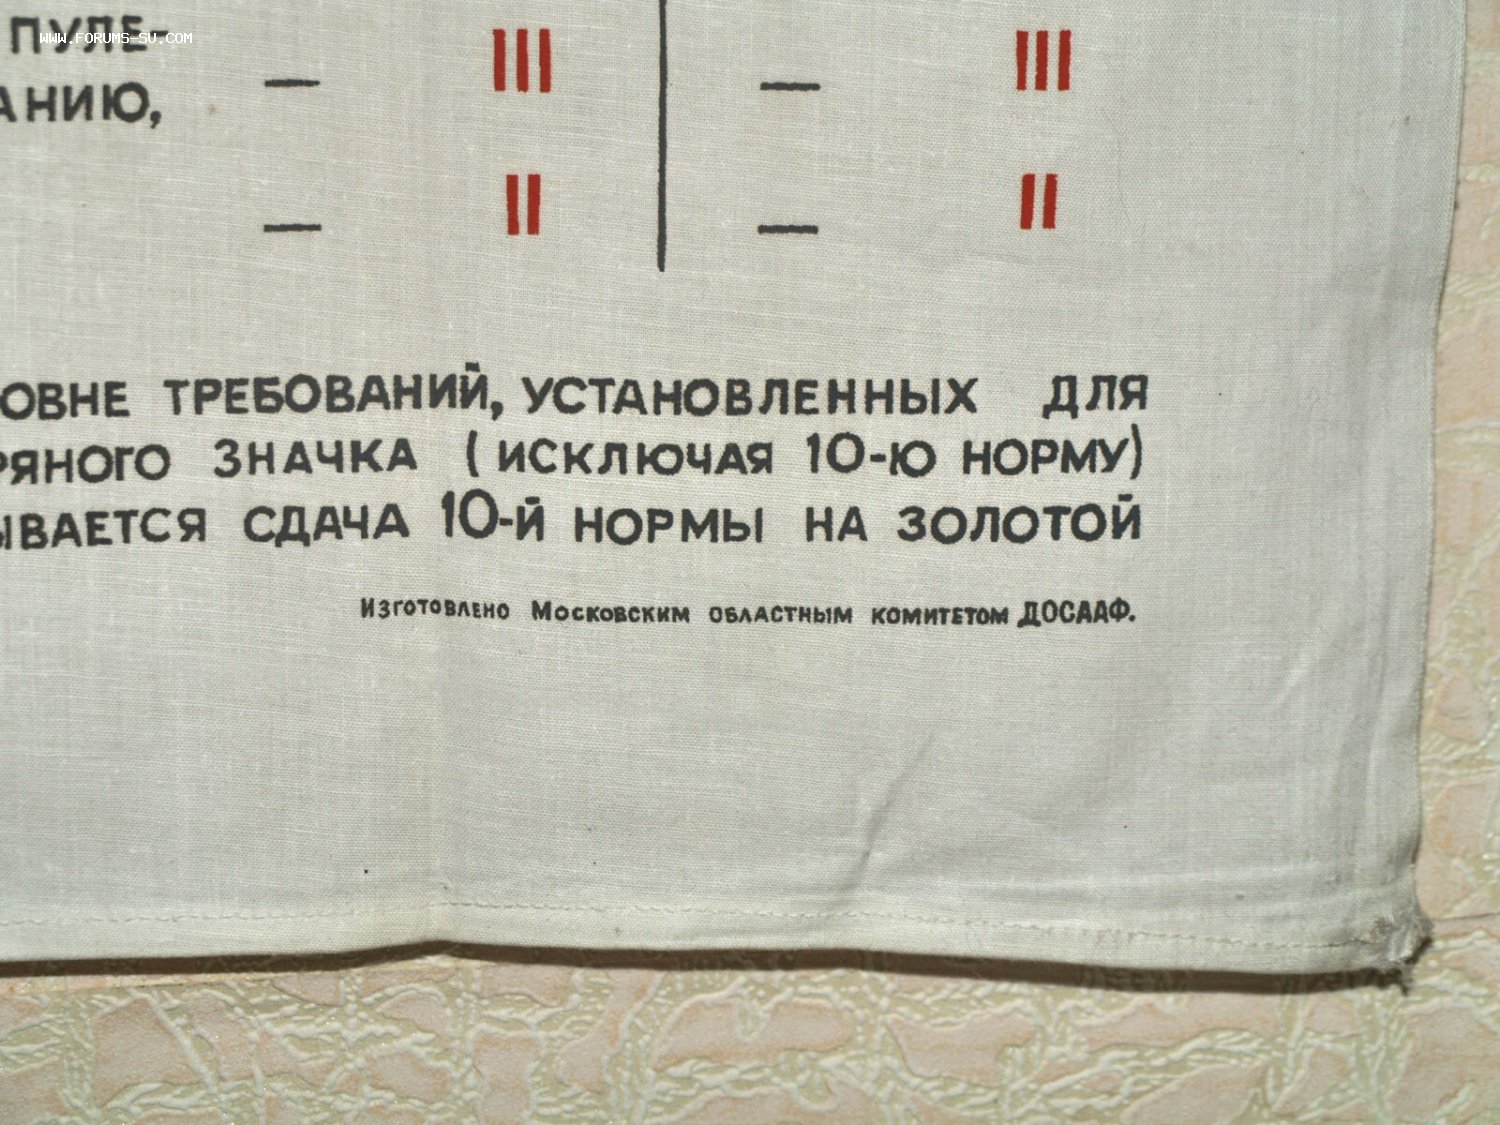 ПУЛЕ-
WWW.FORUMS-SU.COM
АНИЮ, — III — III
— II — II
ОВНЕ ТРЕБОВАНИЙ, УСТАНОВЛЕННЫХ ДЛЯ
РЯНОГО ЗНАЧКА (ИСКЛЮЧАЯ 10-Ю НОРМУ)
ЫВАЕТСЯ СДАЧА 10-Й НОРМЫ НА ЗОЛОТОЙ
Изготовлено Московским областным комитетом ДОСААФ.